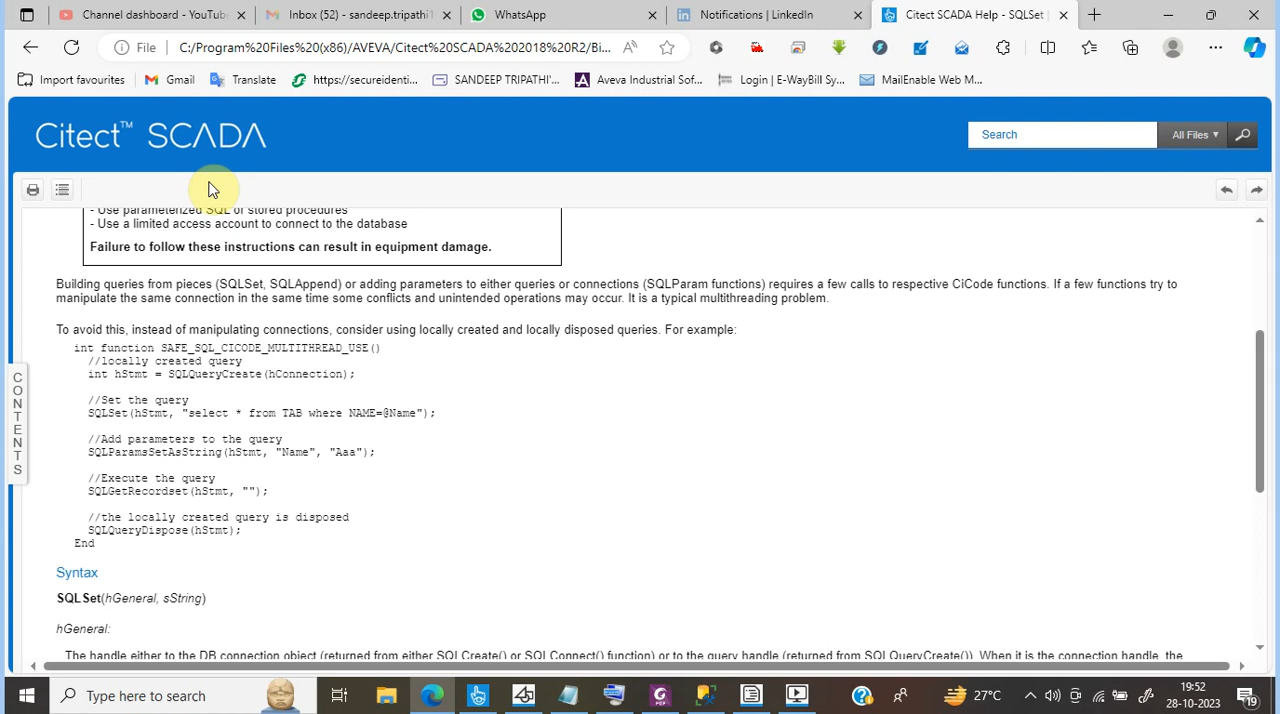 Channel dashboard - YouTube
Inbox (52) - sandeep.tripathi1
WhatsApp
Notifications | LinkedIn
Citect SCADA Help - SQLSet
File
C:/Program%20Files%20(x86)/AVEVA/Citect%20SCADA%202018%20R2/Bi...
Import favourites
Gmail
Translate
https://secureidenti...
SANDEEP TRIPATHI'...
Aveva Industrial Sof...
Login | E-WayBill Sy...
MailEnable Web M...
Citect™ SCADA
Search
All Files
- Use parameterized SQL or stored procedures
- Use a limited access account to connect to the database
Failure to follow these instructions can result in equipment damage.
Building queries from pieces (SQLSet, SQLAppend) or adding parameters to either queries or connections (SQLParam functions) requires a few calls to respective CiCode functions. If a few functions try to
manipulate the same connection in the same time some conflicts and unintended operations may occur. It is a typical multithreading problem.
To avoid this, instead of manipulating connections, consider using locally created and locally disposed queries. For example:
int function SAFE_SQL_CICODE_MULTITHREAD_USE()
//locally created query
int hStmt = SQLQueryCreate(hConnection);
//Set the query
SQLSet(hStmt, "select * from TAB where NAME=@Name");
//Add parameters to the query
SQLParamsSetAsString(hStmt, "Name", "Aaa");
//Execute the query
SQLGetRecordset(hStmt, "");
//the locally created query is disposed
SQLQueryDispose(hStmt);
End
CONTENTS
Syntax
SQLSet(hGeneral, sString)
hGeneral:
The handle either to the DB connection object (returned from either SQLCreate() or SQLConnect() function) or to the query handle (returned from SQLQueryCreate()). When it is the connection handle, the
Type here to search
27°C
19:52
28-10-2023
19